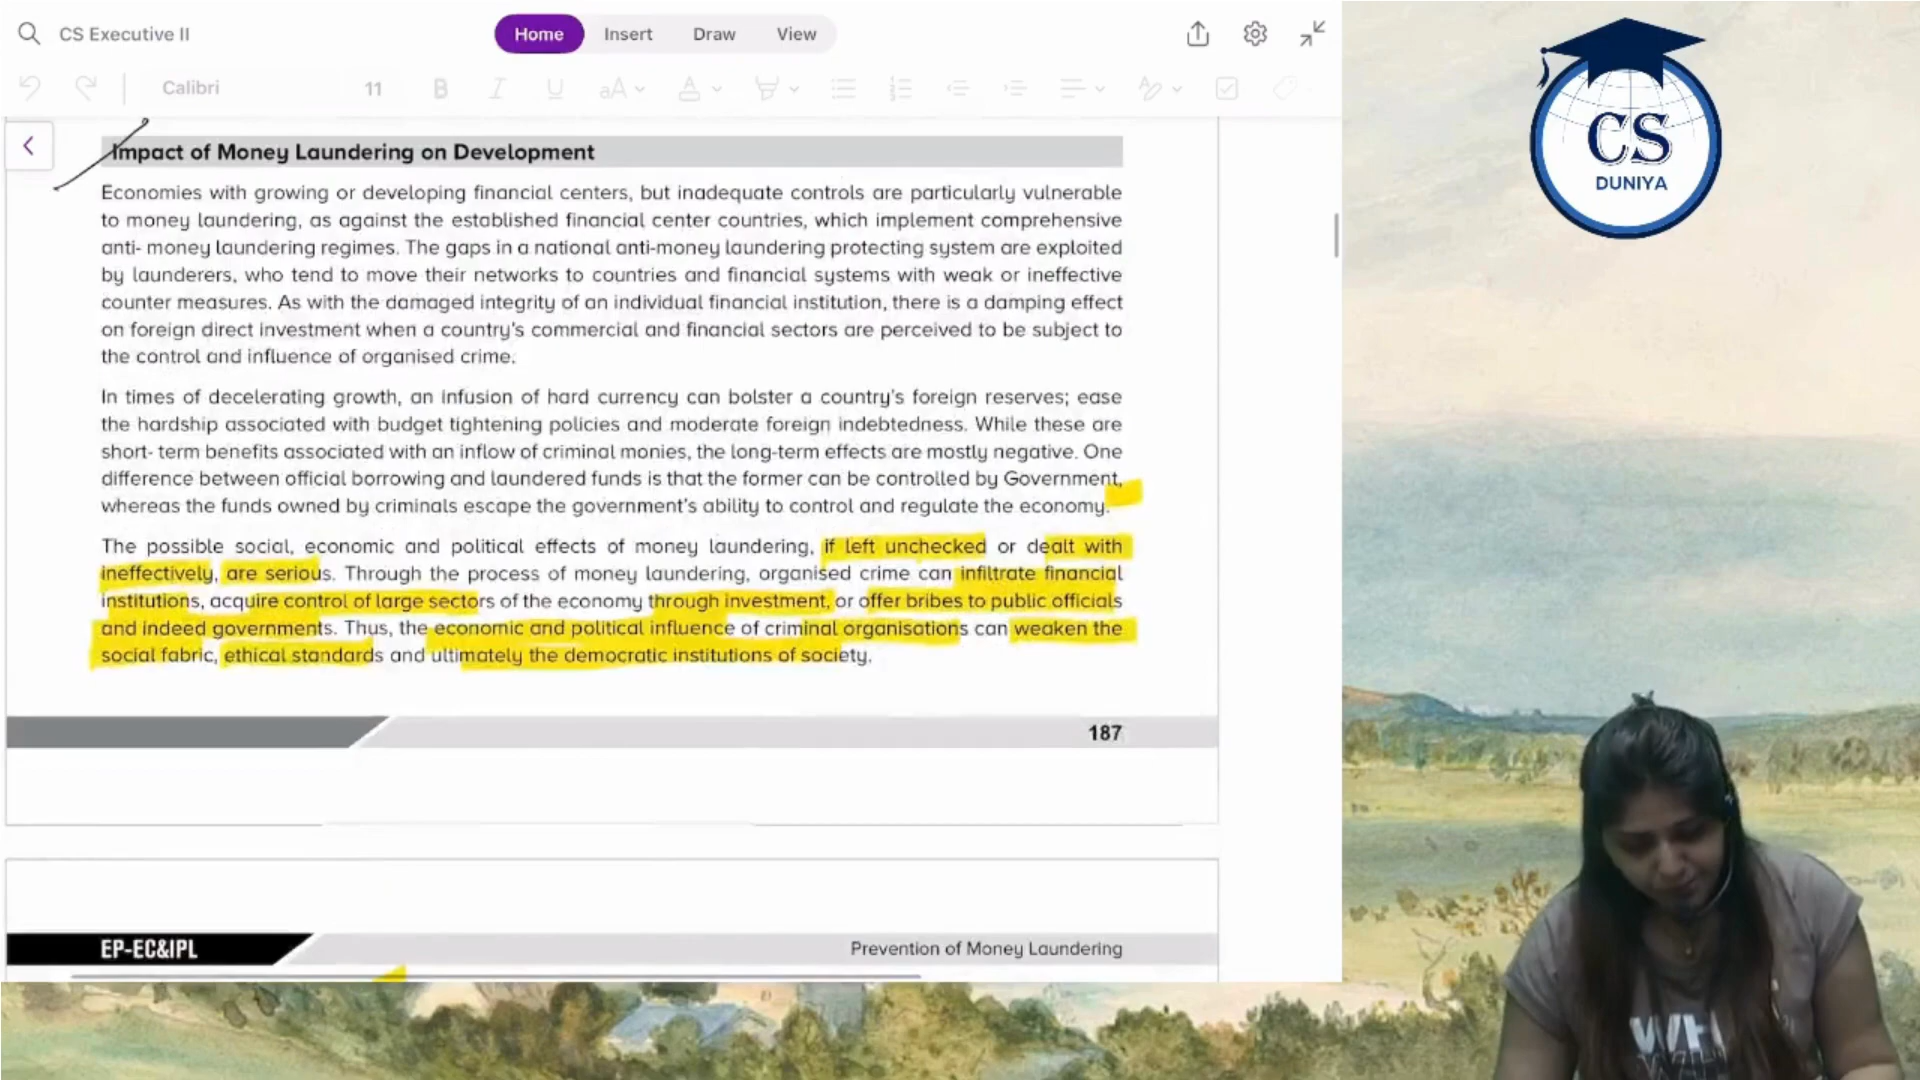 CS Executive II
Home
Insert
Draw
View
Calibri
11
B
I
U
aA
A
Impact of Money Laundering on Development
Economies with growing or developing financial centers, but inadequate controls are particularly vulnerable
to money laundering, as against the established financial center countries, which implement comprehensive
anti- money laundering regimes. The gaps in a national anti-money laundering protecting system are exploited
by launderers, who tend to move their networks to countries and financial systems with weak or ineffective
counter measures. As with the damaged integrity of an individual financial institution, there is a damping effect
on foreign direct investment when a country's commercial and financial sectors are perceived to be subject to
the control and influence of organised crime.
In times of decelerating growth, an infusion of hard currency can bolster a country's foreign reserves; ease
the hardship associated with budget tightening policies and moderate foreign indebtedness. While these are
short- term benefits associated with an inflow of criminal monies, the long-term effects are mostly negative. One
difference between official borrowing and laundered funds is that the former can be controlled by Government,
whereas the funds owned by criminals escape the government's ability to control and regulate the economy.
The possible social, economic and political effects of money laundering, if left unchecked or dealt with
ineffectively, are serious. Through the process of money laundering, organised crime can infiltrate financial
institutions, acquire control of large sectors of the economy through investment, or offer bribes to public officials
and indeed governments. Thus, the economic and political influence of criminal organisations can weaken the
social fabric, ethical standards and ultimately the democratic institutions of society.
187
EP-EC&IPL
Prevention of Money Laundering
CS
DUNIYA